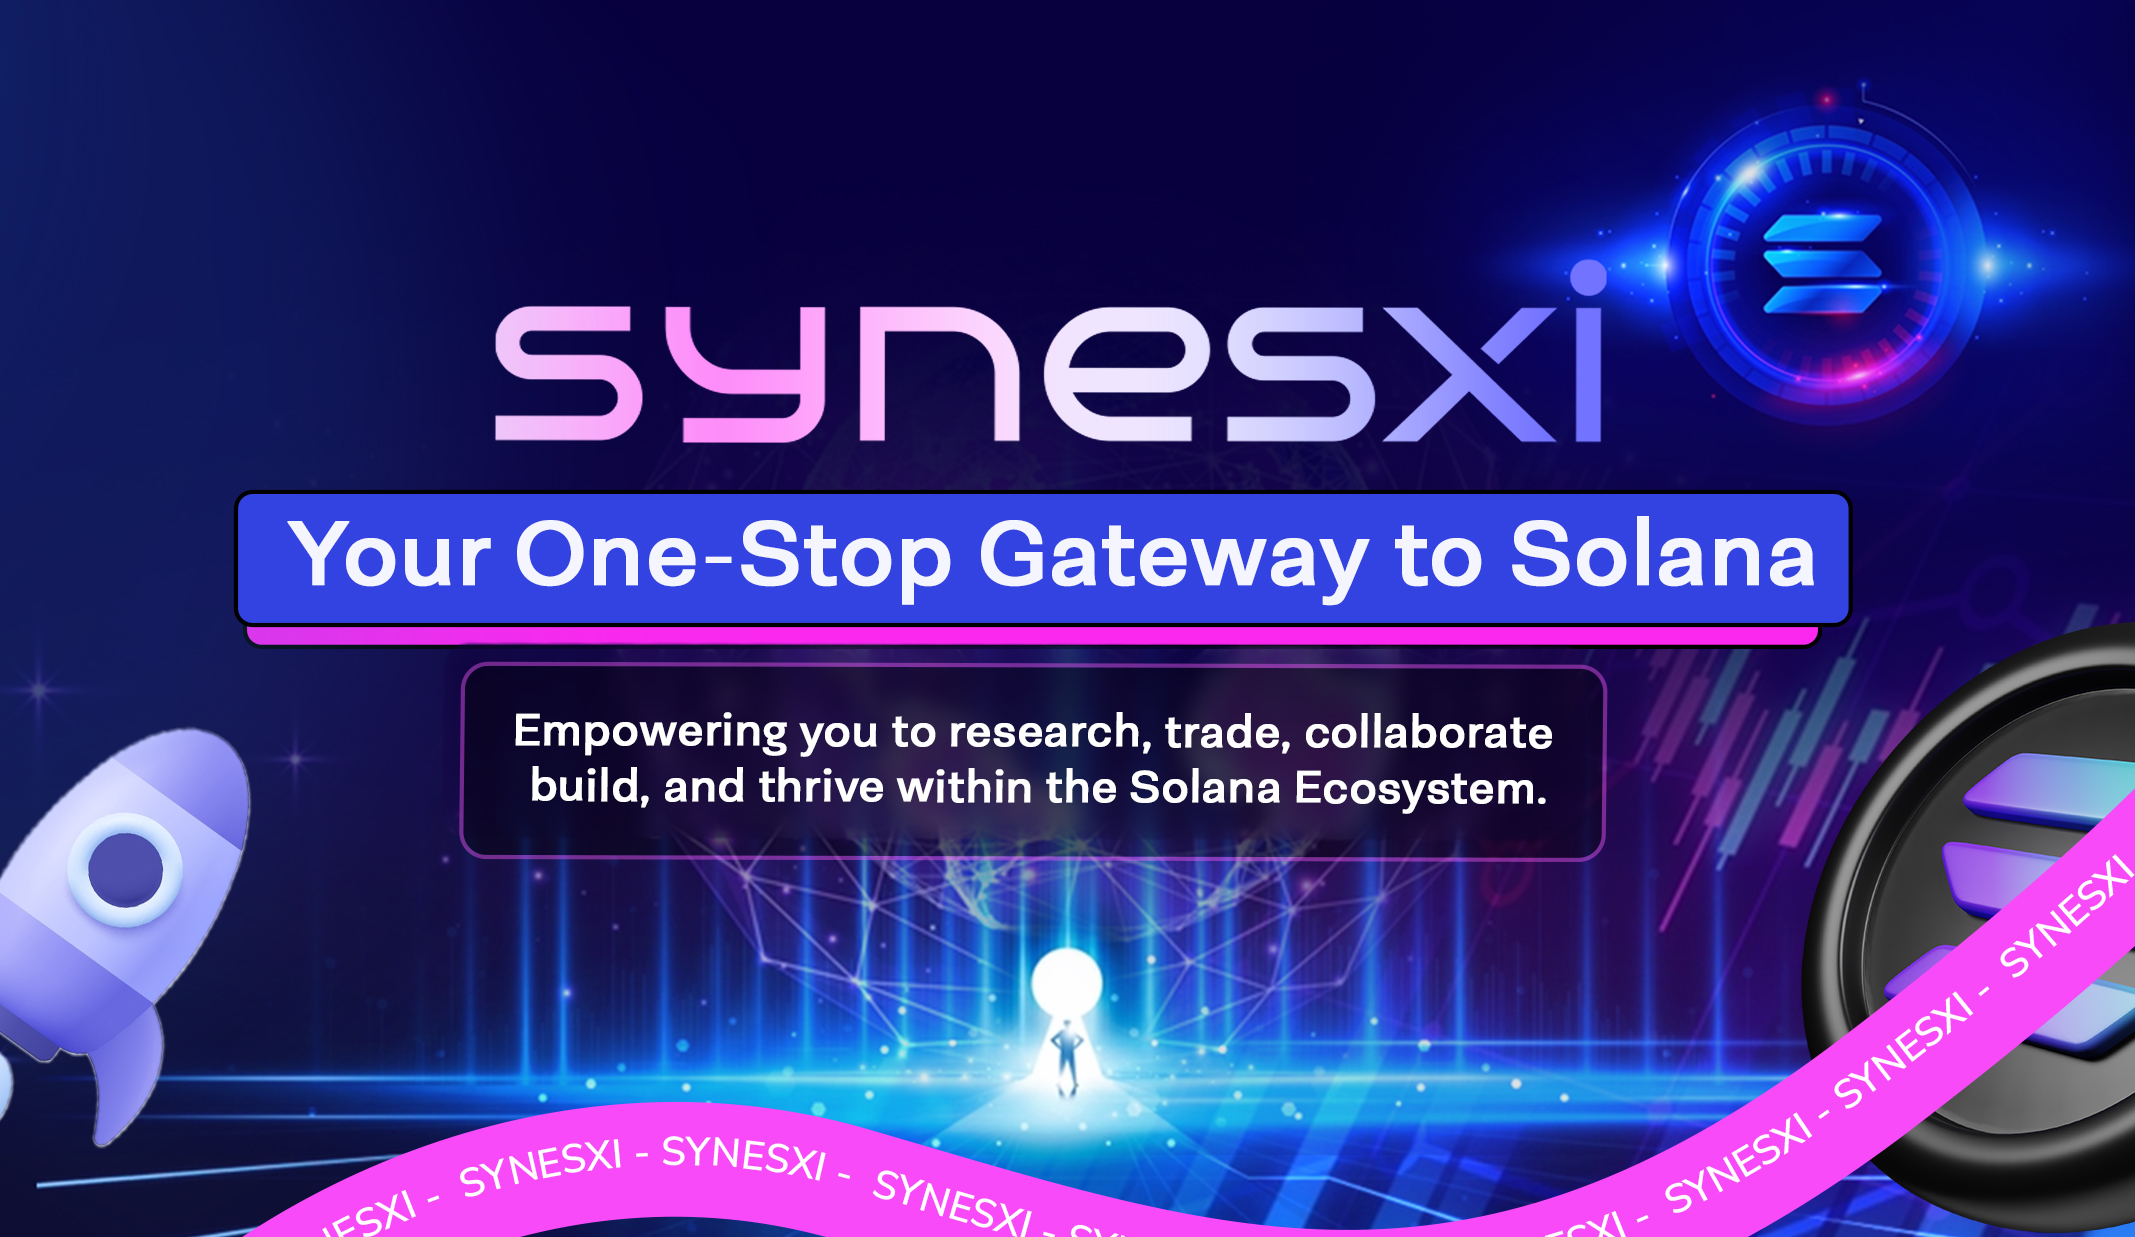 synesxi
Your One-Stop Gateway to Solana
Empowering you to research, trade, collaborate
build, and thrive within the Solana Ecosystem.
SYNESXI - SYNESXI - SYNESXI -
SYNESXI - SYNESXI - SYNESXI